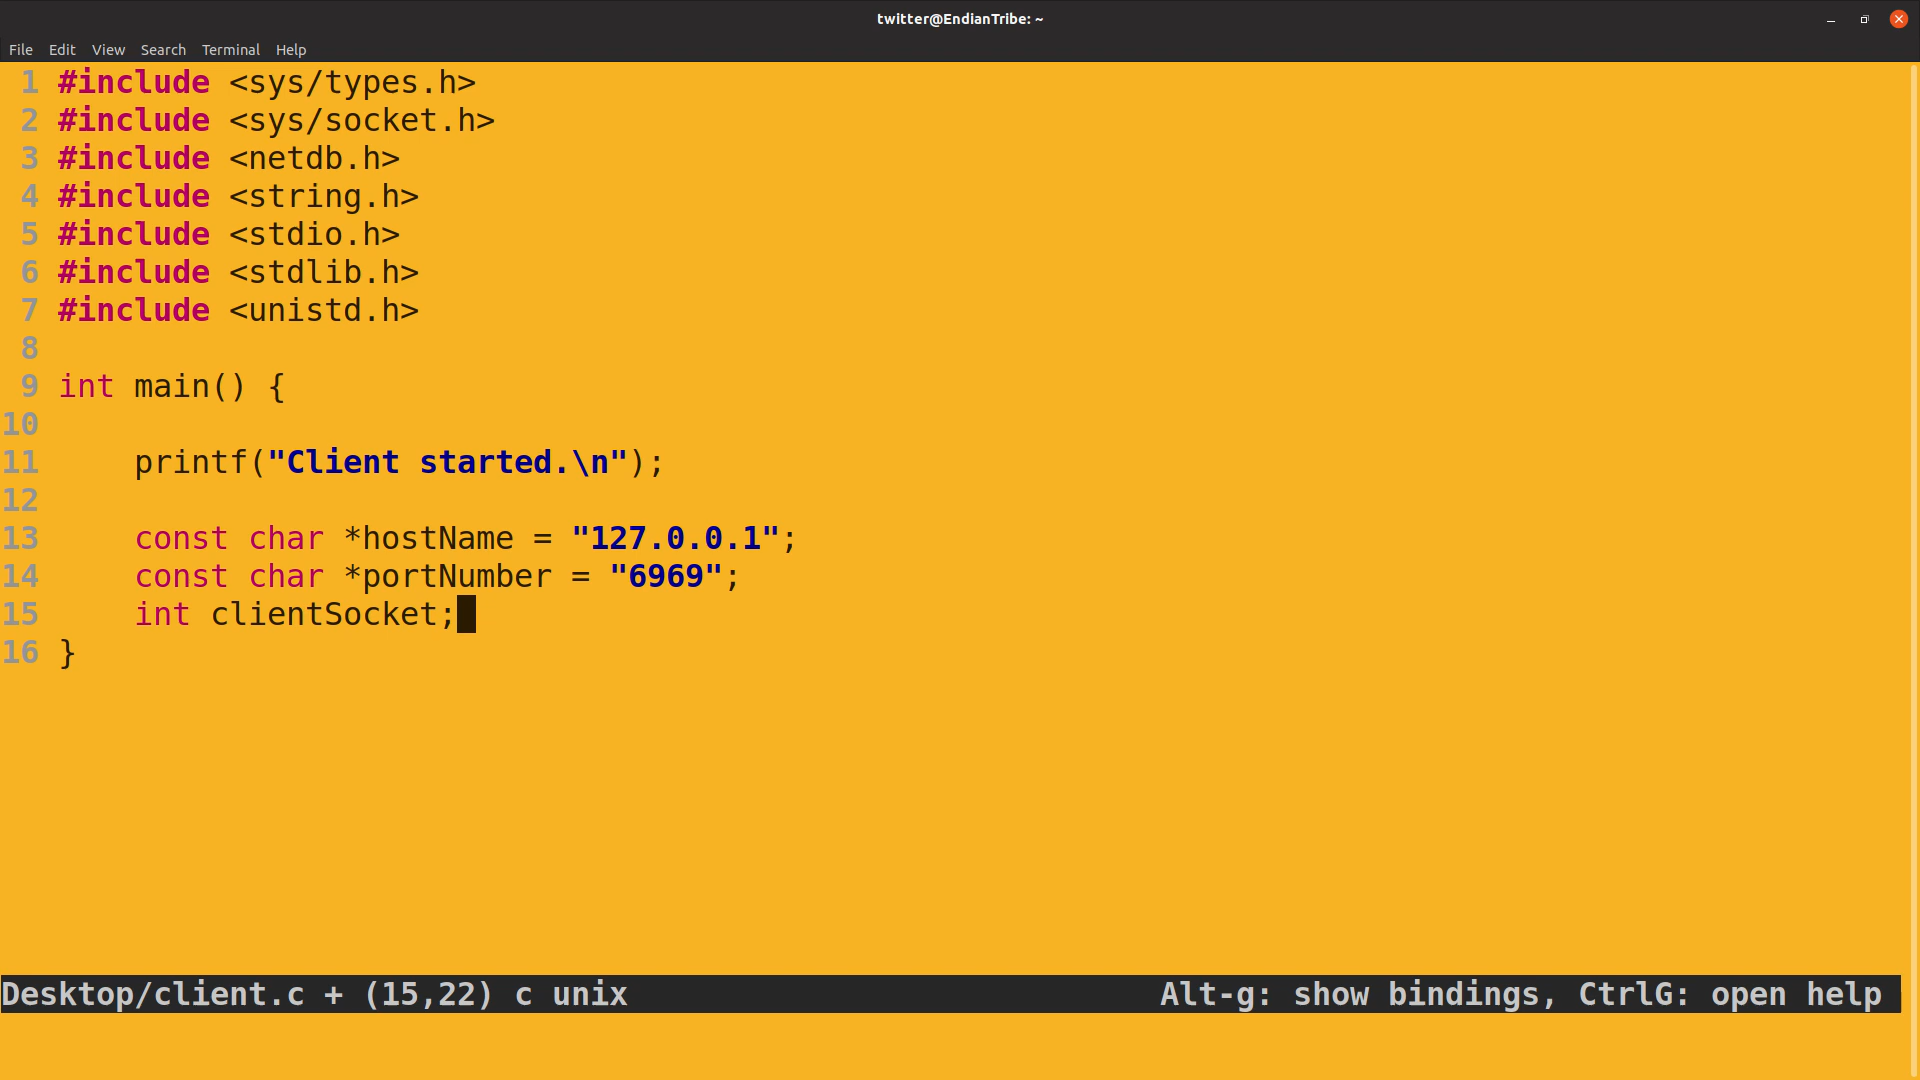 twitter@EndianTribe: ~
File Edit View Search Terminal Help
1 #include <sys/types.h>
2 #include <sys/socket.h>
3 #include <netdb.h>
4 #include <string.h>
5 #include <stdio.h>
6 #include <stdlib.h>
7 #include <unistd.h>
8
9 int main() {
10
11     printf("Client started.\n");
12
13     const char *hostName = "127.0.0.1";
14     const char *portNumber = "6969";
15     int clientSocket;
16 }
Desktop/client.c + (15,22) c unix Alt-g: show bindings, CtrlG: open help